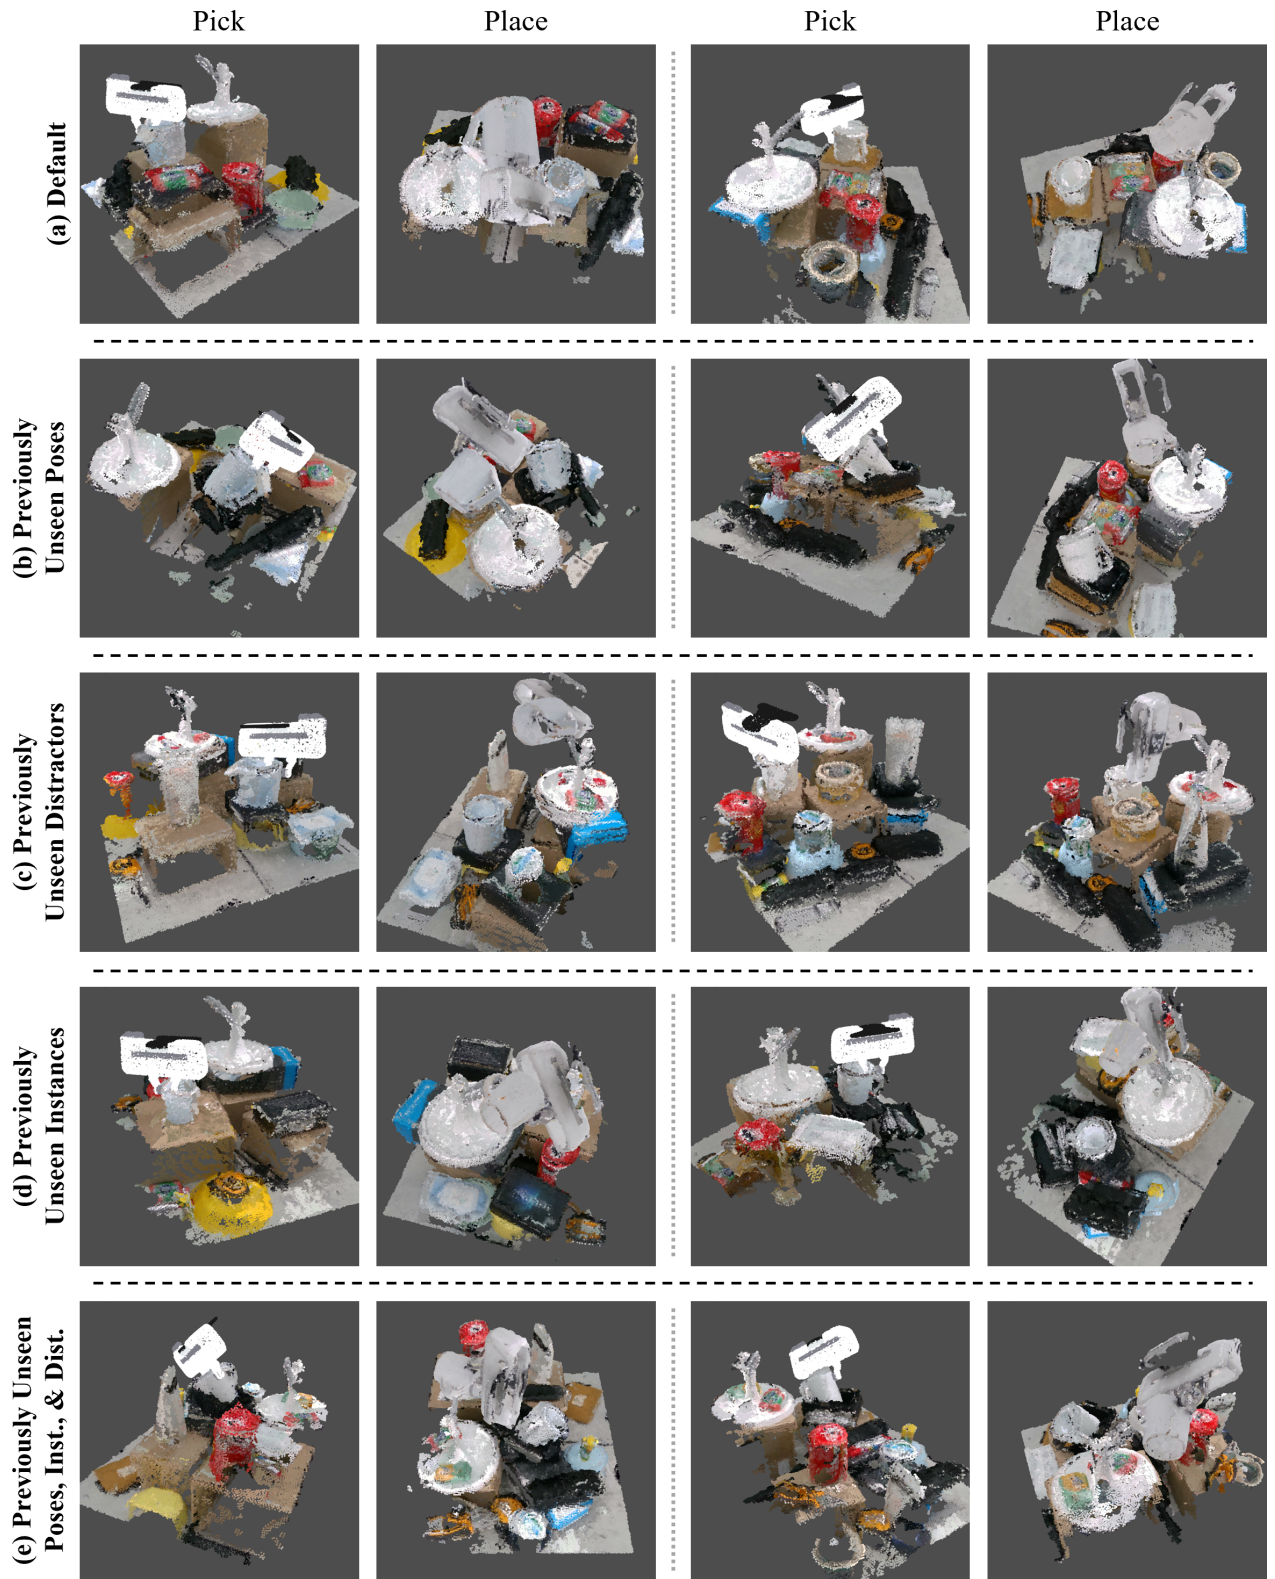 Pick Place Pick Place
(a) Default
(b) Previously
Unseen Poses
(c) Previously
Unseen Distractors
(d) Previously
Unseen Instances
(e) Previously Unseen
Poses, Inst., & Dist.